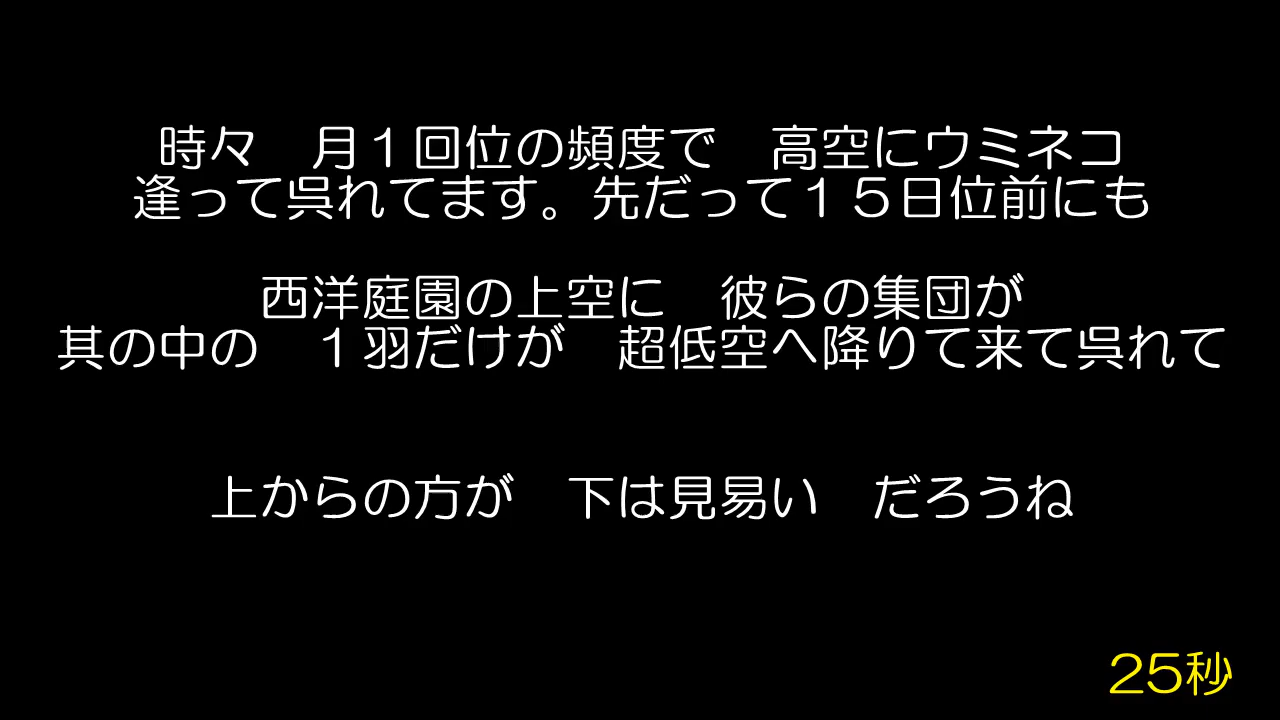 時々　月１回位の頻度で　高空にウミネコ
逢って呉れてます。先だって１５日位前にも
西洋庭園の上空に　彼らの集団が
其の中の　１羽だけが　超低空へ降りて来て呉れて
上からの方が　下は見易い　だろうね
25秒